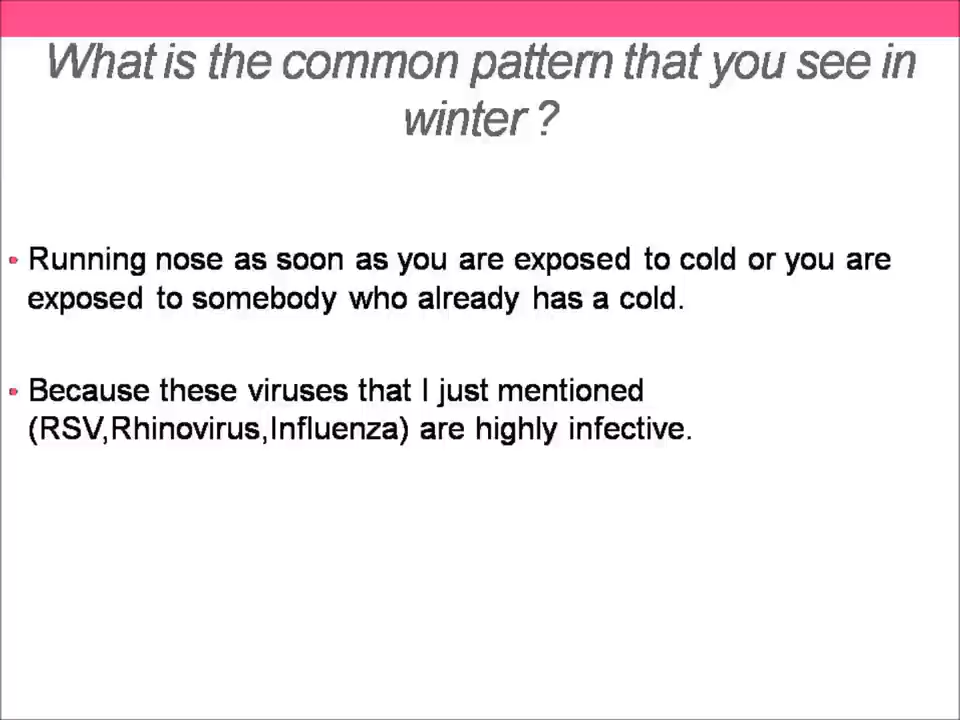 What is the common pattern that you see in
winter ?
• Running nose as soon as you are exposed to cold or you are
exposed to somebody who already has a cold.
• Because these viruses that I just mentioned
(RSV,Rhinovirus,Influenza) are highly infective.